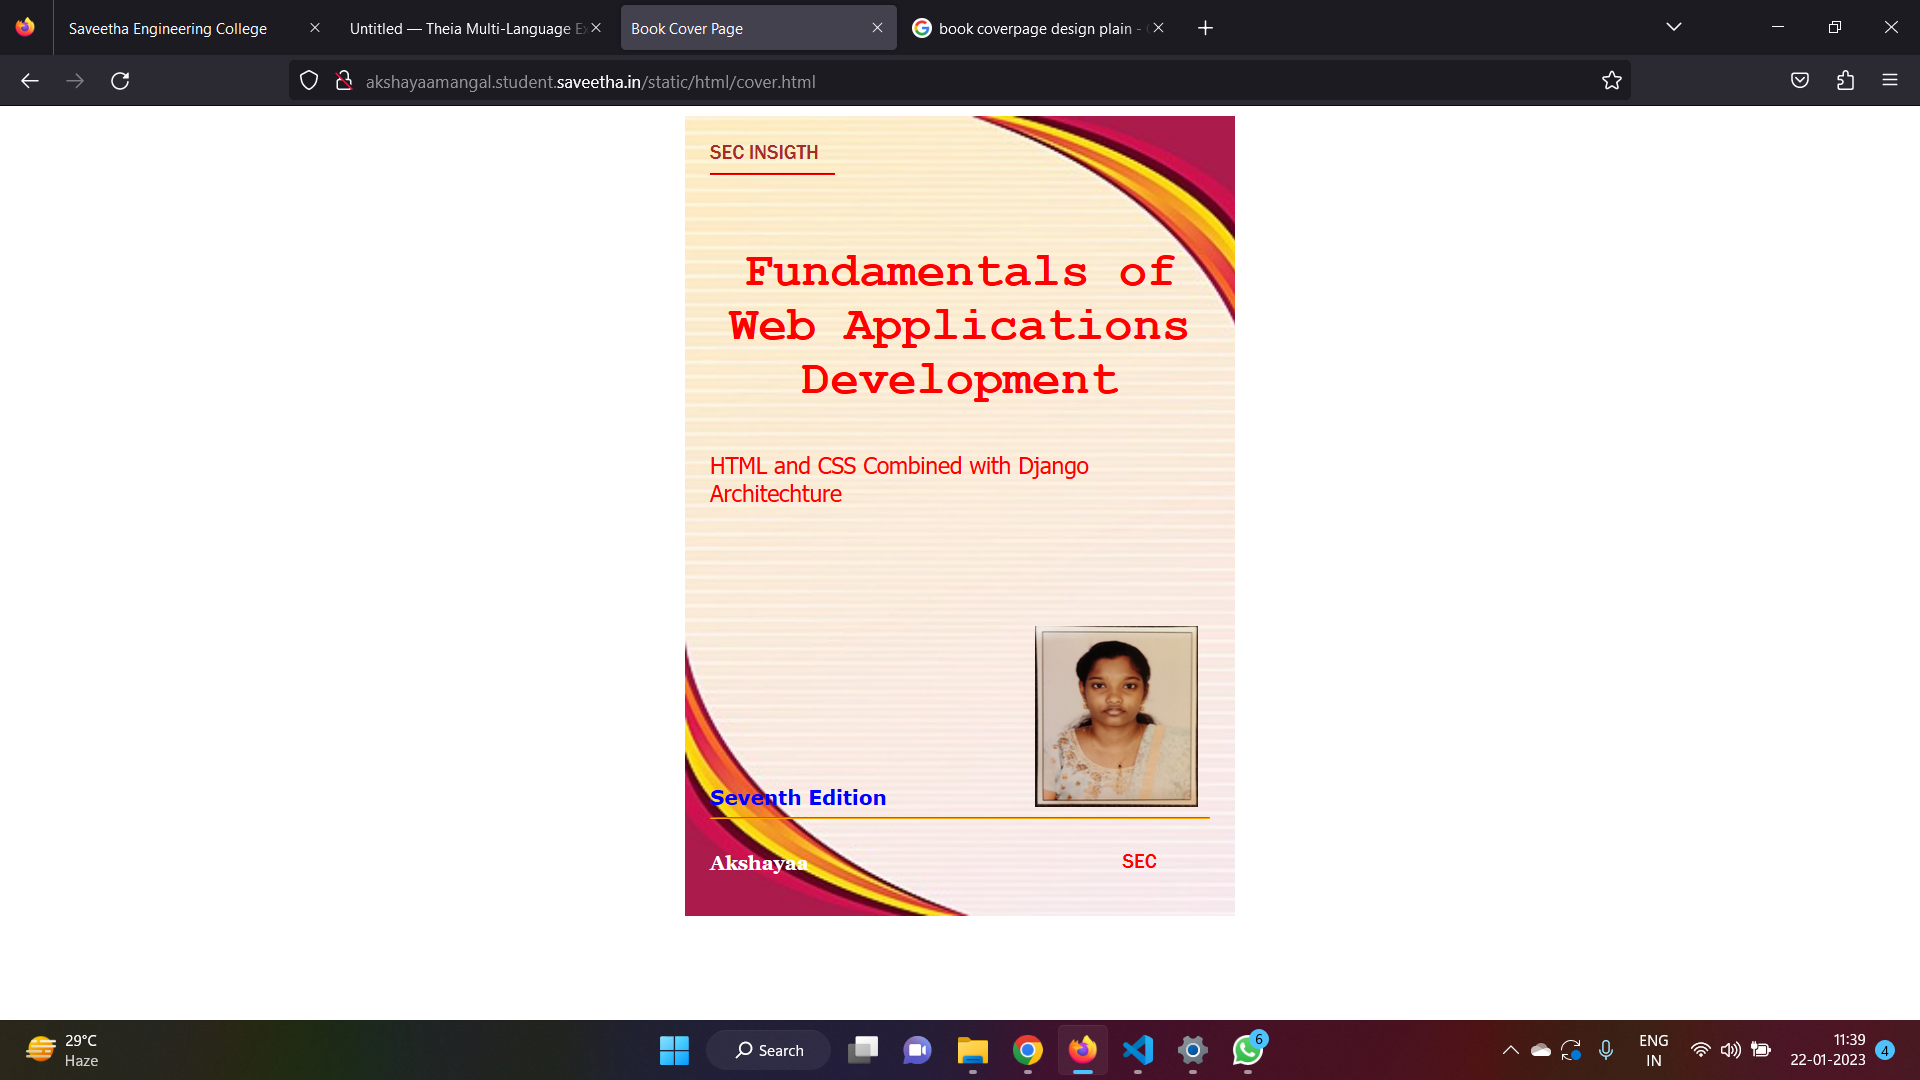 Saveetha Engineering College
Untitled — Theia Multi-Language Ex
Book Cover Page
book coverpage design plain -
akshayaamangal.student.saveetha.in/static/html/cover.html
SEC INSIGTH
Fundamentals of
Web Applications
Development
HTML and CSS Combined with Django
Architechture
Seventh Edition
Akshayaa
SEC
29°C
Haze
Search
6
ENG
IN
11:39
22-01-2023
4